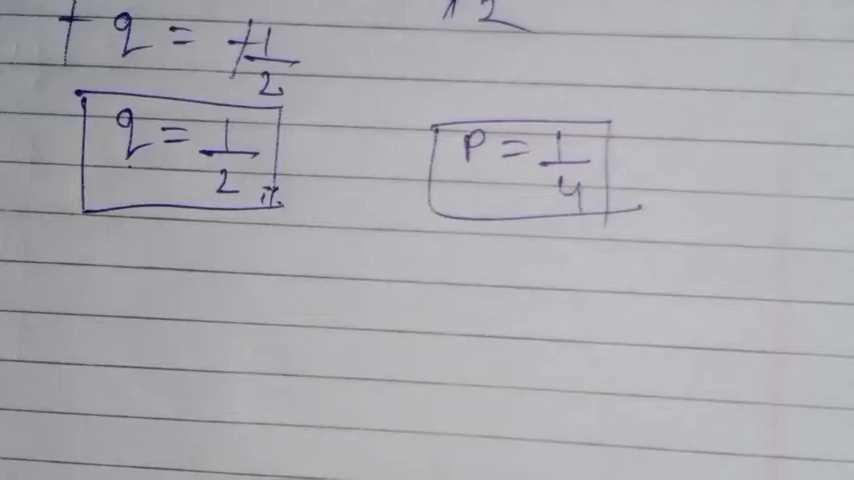 + q = +1/2
q = 1/2
p = 1/4